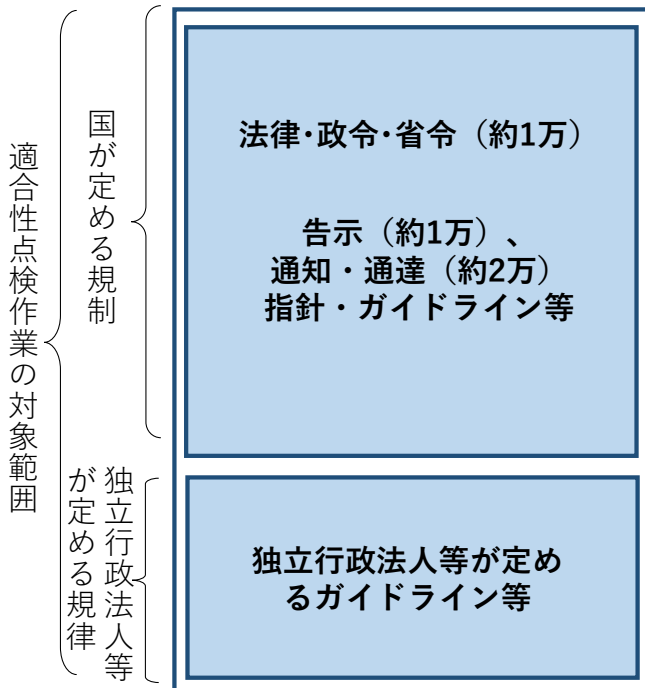 適合性点検作業の対象範囲
国が定める規制
法律･政令･省令（約1万）
告示（約1万）、
通知・通達（約2万）
指針・ガイドライン等
独立行政法人等
が定める規律
独立行政法人等が定め
るガイドライン等